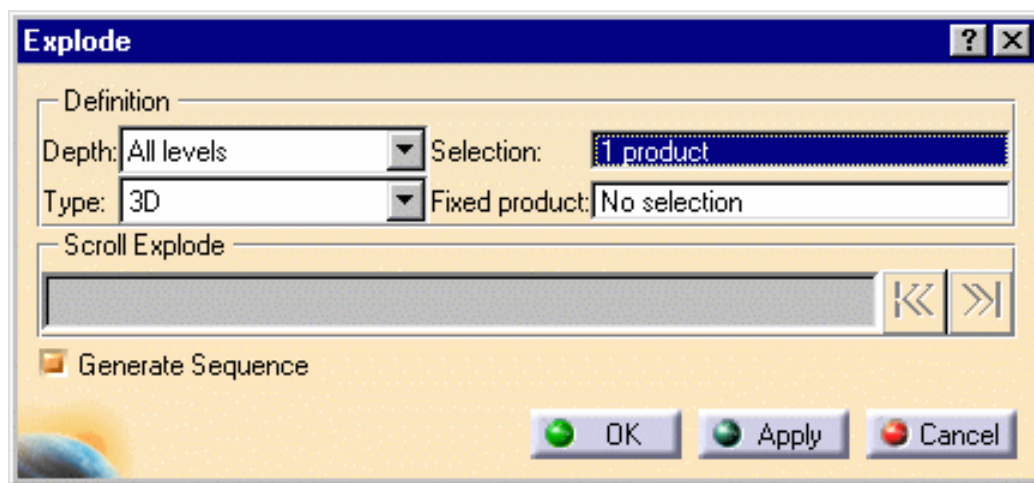 Explode
Definition
Depth: All levels Selection: 1 product
Type: 3D Fixed product: No selection
Scroll Explode
Generate Sequence
OK Apply Cancel